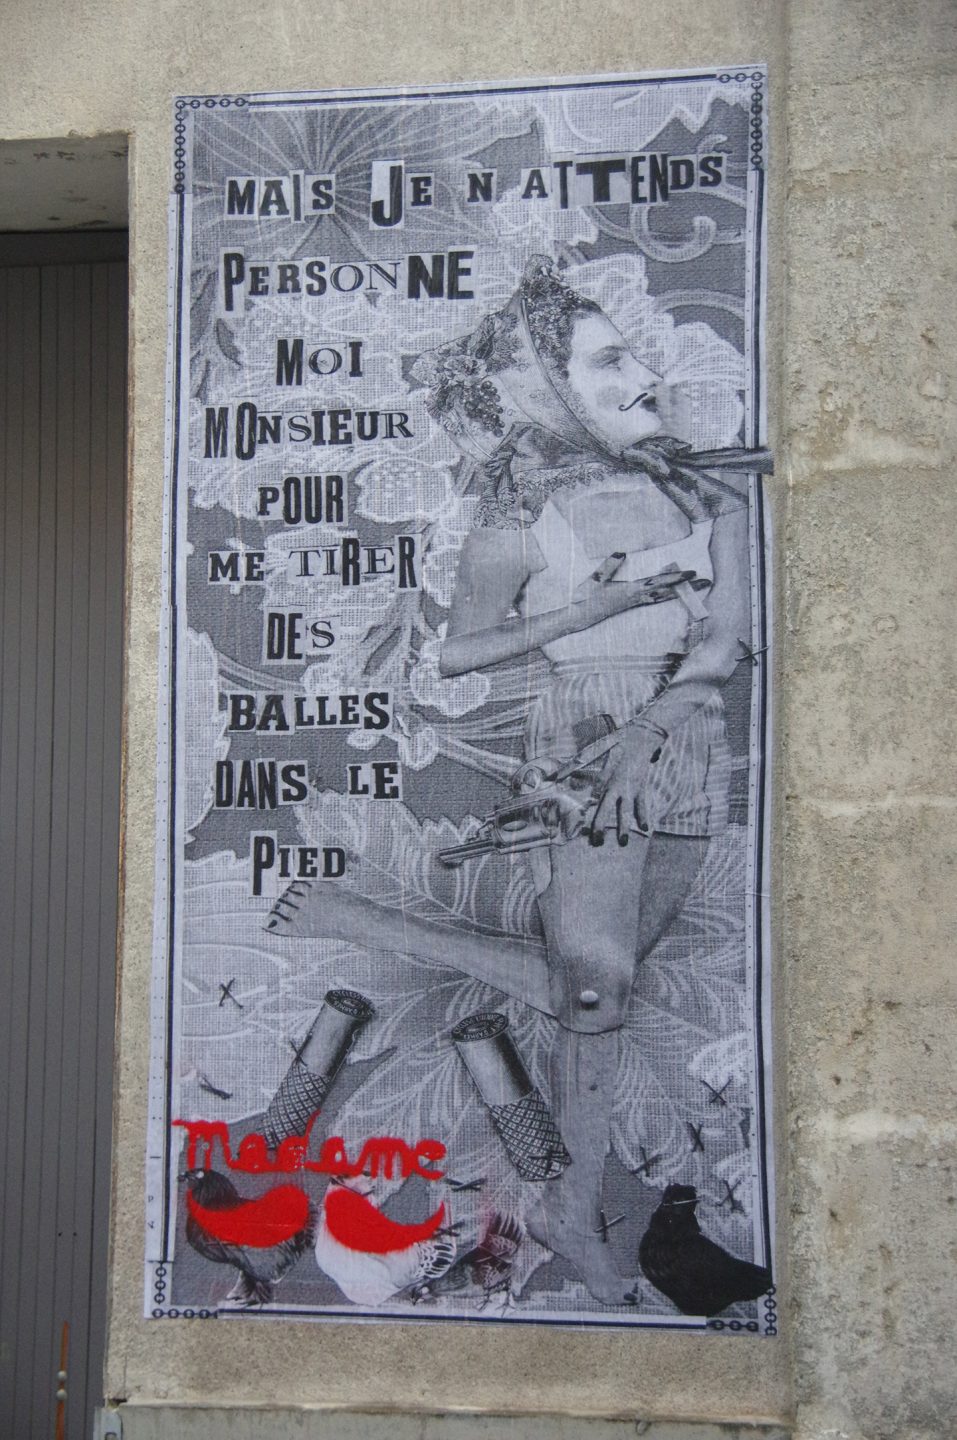 MAIS JE N ATTENDS
PERSONNE
MOI
MONSIEUR
POUR
ME TIRER
DES
BALLES
DANS LE
PIED
madame